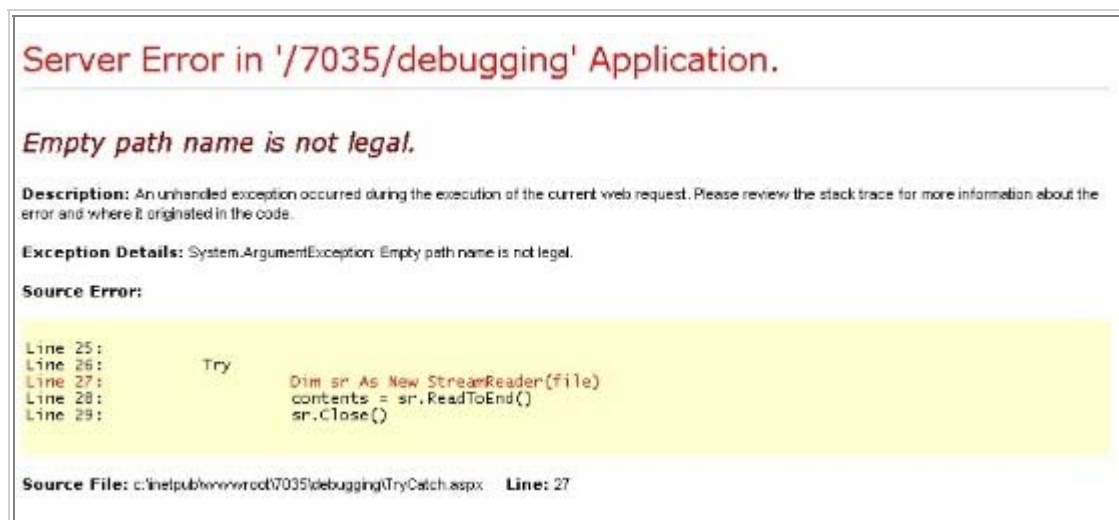 Server Error in '/7035/debugging' Application.
Empty path name is not legal.
Description: An unhandled exception occurred during the execution of the current web request. Please review the stack trace for more information about the
error and where it originated in the code.
Exception Details: System.ArgumentException: Empty path name is not legal.
Source Error:
Line 25:
Line 26: Try
Line 27: Dim sr As New StreamReader(file)
Line 28: contents = sr.ReadToEnd()
Line 29: sr.Close()
Source File: c:\inetpub\wwwroot\7035\debugging\TryCatch.aspx Line: 27